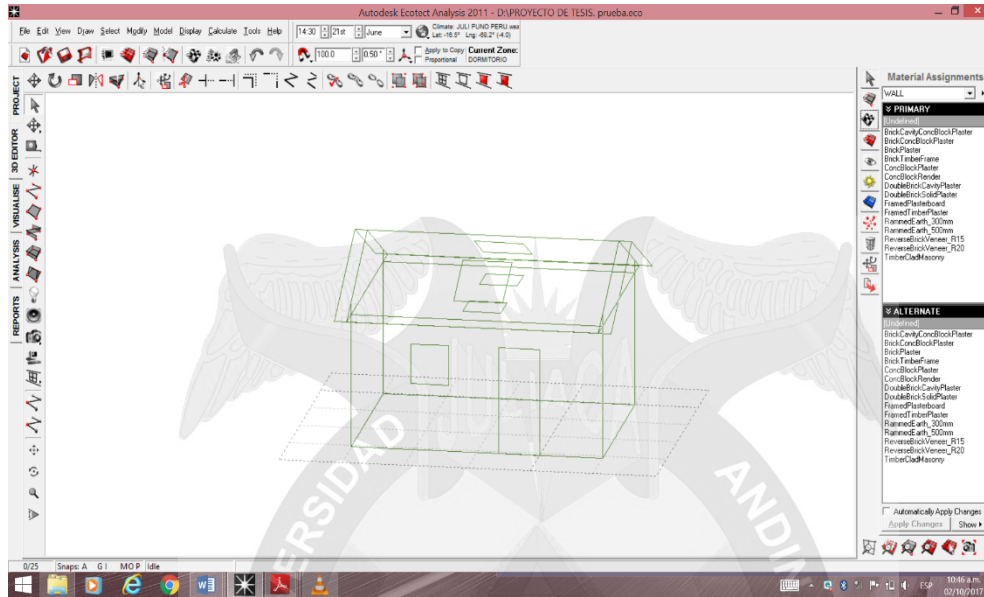 Autodesk Ecotect Analysis 2011 - D:\PROYECTO DE TESIS. prueba.eco
File Edit View Draw Select Modify Model Display Calculate Tools Help
14:30 21st June
Climate: JULI PUNO PERU.wea
Lat: -16.5° Lng: -68.2° (-4.0)
100.0 0.50°
Apply to Copy
Proportional
Current Zone:
DORMITORIO
PROJECT
3D EDITOR
VISUALISE
ANALYSIS
REPORTS
Material Assignments
WALL
PRIMARY
[Undefined]
BrickCavityConcBlockPlaster
BrickConcBlockPlaster
BrickPlaster
BrickTimberFrame
ConcBlockPlaster
ConcBlockRender
DoubleBrickCavityPlaster
DoubleBrickSolidPlaster
FramedPlasterboard
FramedTimberPlaster
RammedEarth_300mm
RammedEarth_500mm
ReverseBrickVeneer_R15
ReverseBrickVeneer_R20
TimberCladMasonry
ALTERNATE
[Undefined]
BrickCavityConcBlockPlaster
BrickConcBlockPlaster
BrickPlaster
BrickTimberFrame
ConcBlockPlaster
ConcBlockRender
DoubleBrickCavityPlaster
DoubleBrickSolidPlaster
FramedPlasterboard
FramedTimberPlaster
RammedEarth_300mm
RammedEarth_500mm
ReverseBrickVeneer_R15
ReverseBrickVeneer_R20
TimberCladMasonry
Automatically Apply Changes
Apply Changes Show
ERSIDAD ANDIN
0/25 Snaps: A G I M O P Idle
ESP 10:46 a.m.
02/10/2017